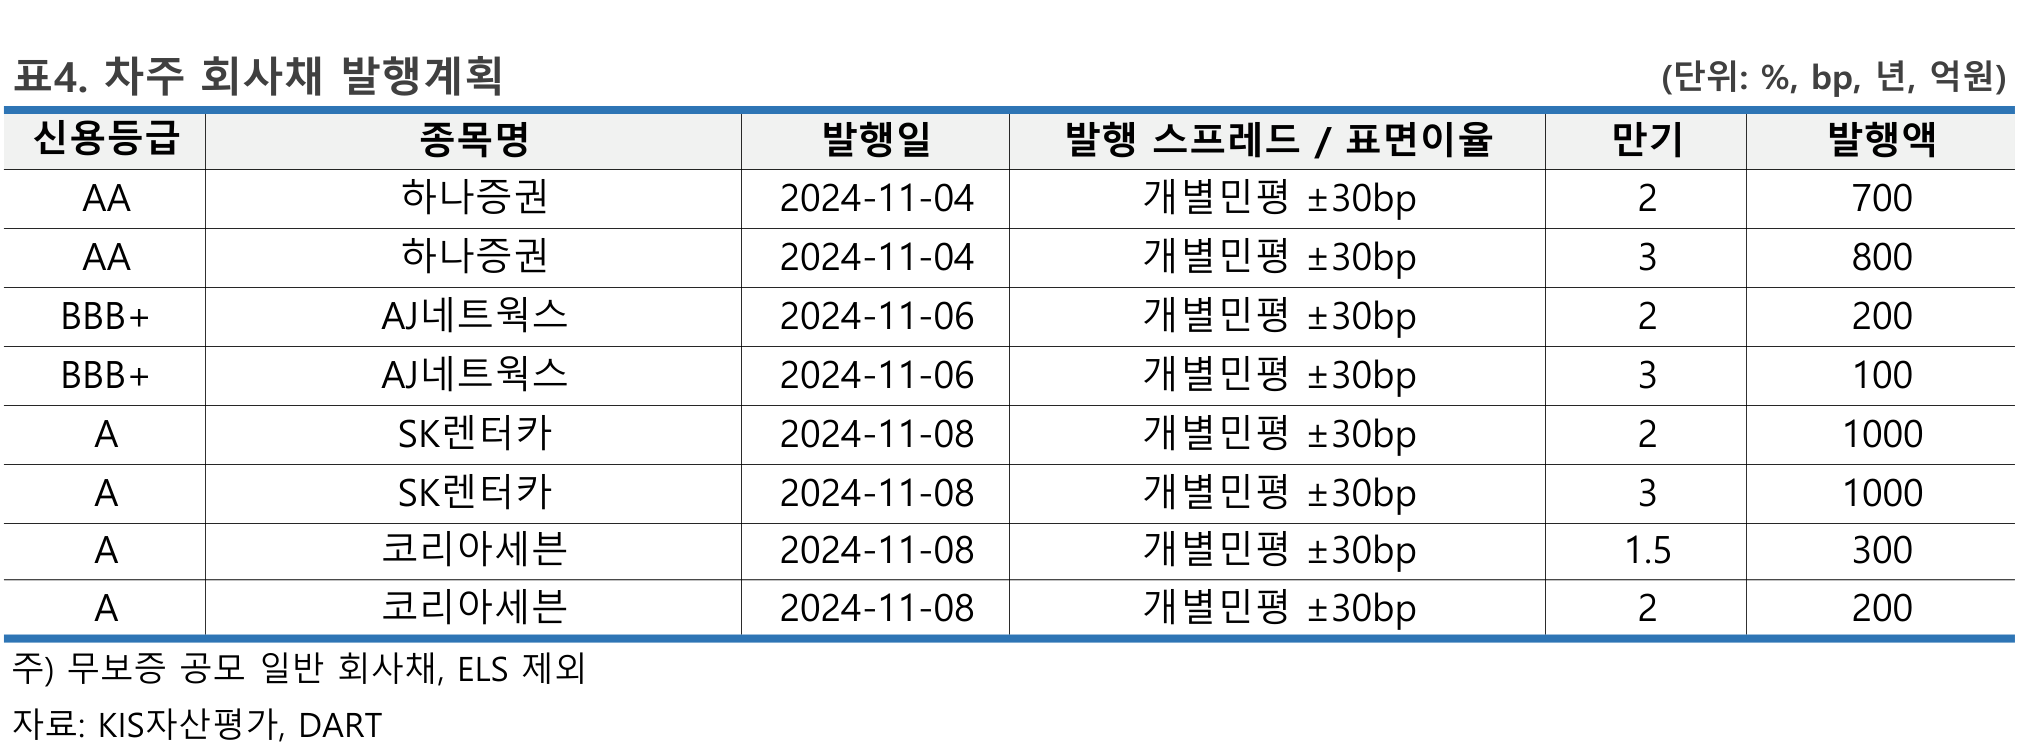 표4. 차주 회사채 발행계획 (단위: %, bp, 년, 억원)
신용등급 종목명 발행일 발행 스프레드 / 표면이율 만기 발행액
AA 하나증권 2024-11-04 개별민평 ±30bp 2 700
AA 하나증권 2024-11-04 개별민평 ±30bp 3 800
BBB+ AJ네트웍스 2024-11-06 개별민평 ±30bp 2 200
BBB+ AJ네트웍스 2024-11-06 개별민평 ±30bp 3 100
A SK렌터카 2024-11-08 개별민평 ±30bp 2 1000
A SK렌터카 2024-11-08 개별민평 ±30bp 3 1000
A 코리아세븐 2024-11-08 개별민평 ±30bp 1.5 300
A 코리아세븐 2024-11-08 개별민평 ±30bp 2 200
주) 무보증 공모 일반 회사채, ELS 제외
자료: KIS자산평가, DART